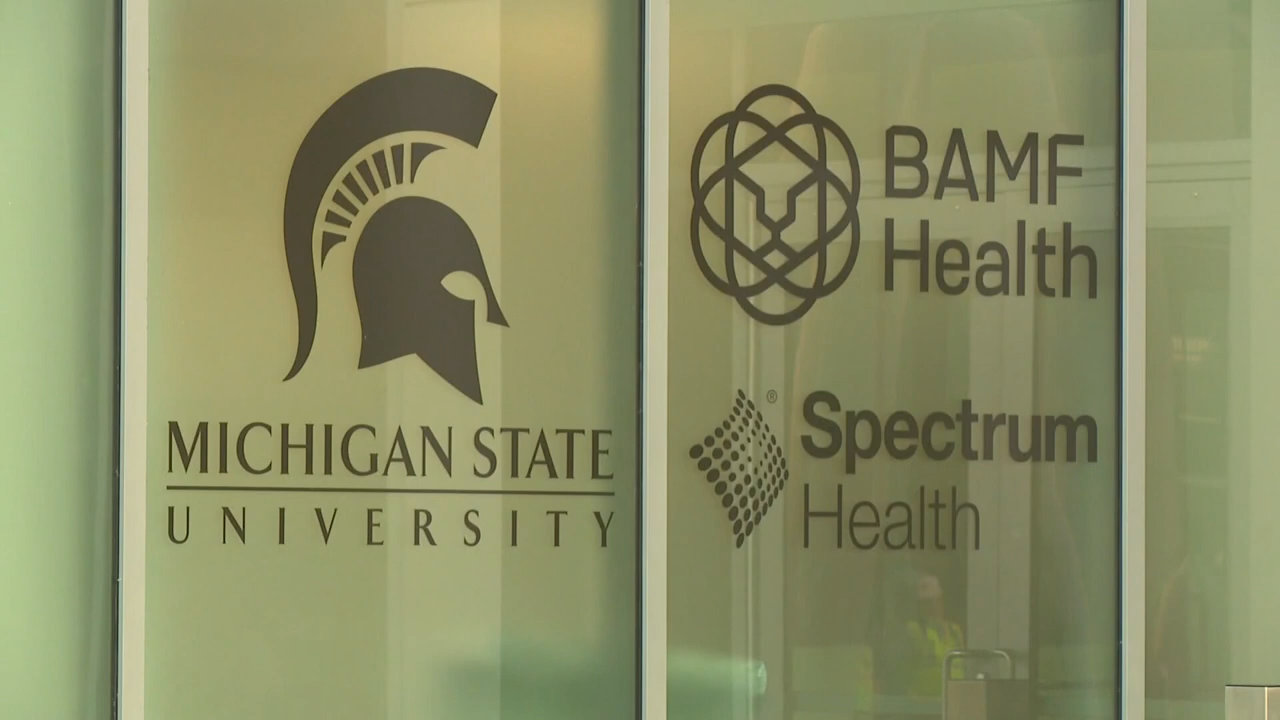 MICHIGAN STATE
UNIVERSITY
BAMF
Health
®
Spectrum
Health